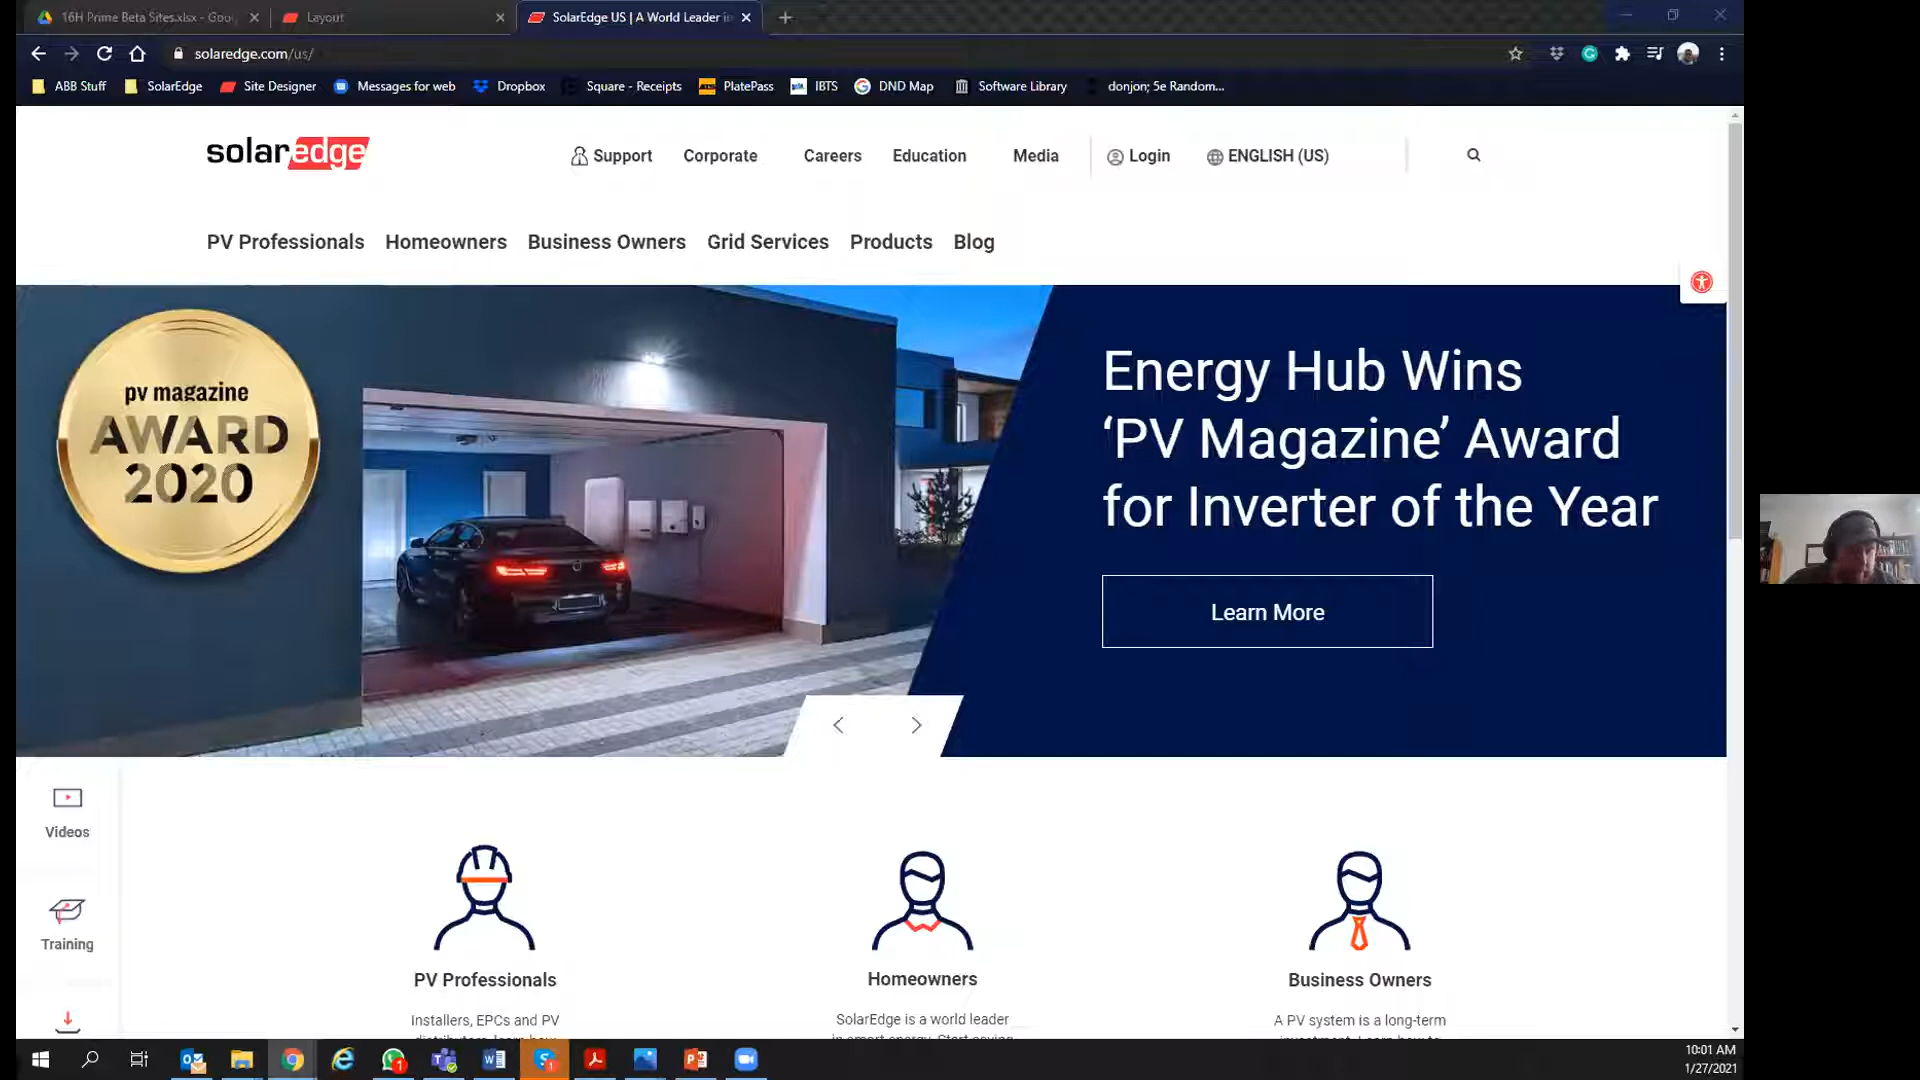 16H Prime Beta Sites.xlsx - Goo
Layout
SolarEdge US | A World Leader in
solaredge.com/us/
ABB Stuff
SolarEdge
Site Designer
Messages for web
Dropbox
Square - Receipts
PlatePass
IBTS
DND Map
Software Library
donjon; 5e Random...
solaredge
Support
Corporate
Careers
Education
Media
Login
ENGLISH (US)
PV Professionals
Homeowners
Business Owners
Grid Services
Products
Blog
pv magazine
AWARD
2020
Energy Hub Wins
‘PV Magazine’ Award
for Inverter of the Year
Learn More
Videos
Training
PV Professionals
Installers, EPCs and PV
Homeowners
SolarEdge is a world leader
in smart energy. Start saving
Business Owners
A PV system is a long-term
10:01 AM
1/27/2021